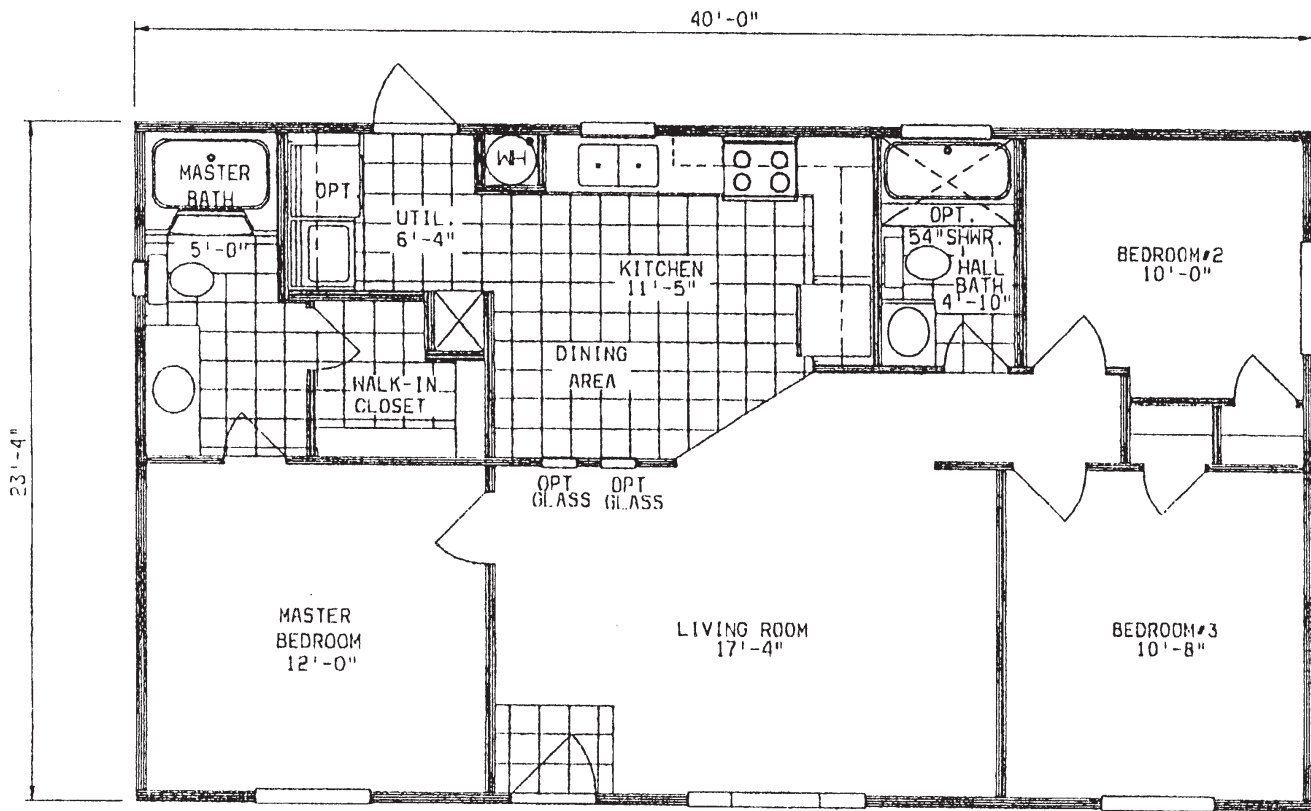 40'-0"
23'-4"
MASTER
BATH
5'-0"
OPT
UTIL.
6'-4"
WH
KITCHEN
11'-5"
DINING
AREA
WALK-IN
CLOSET
OPT.
54"SHWR.
HALL
BATH
4'-10"
BEDROOM#2
10'-0"
OPT
GLASS
OPT
GLASS
MASTER
BEDROOM
12'-0"
LIVING ROOM
17'-4"
BEDROOM#3
10'-8"